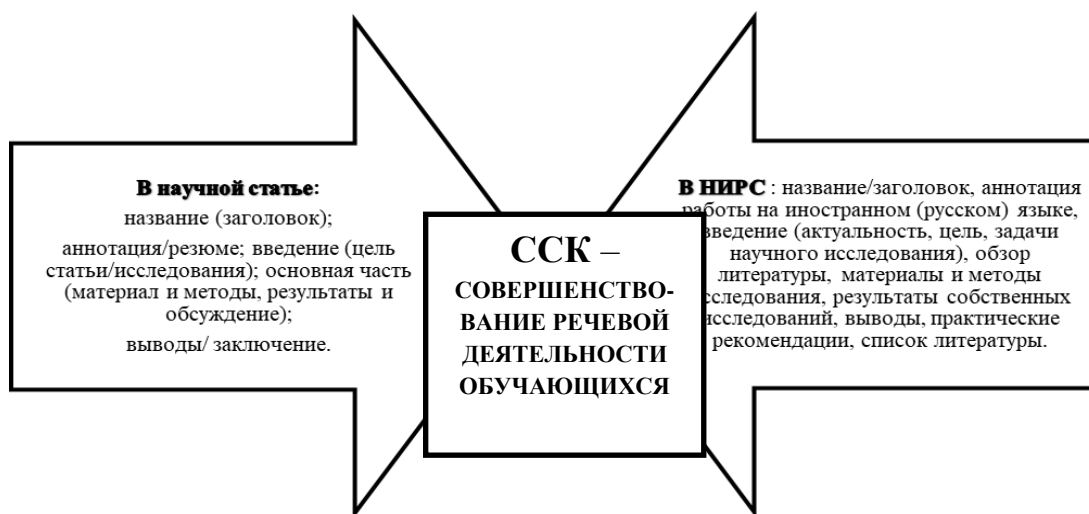 В научной статье:
название (заголовок);
аннотация/резюме; введение (цель
статьи/исследования); основная часть
(материал и методы, результаты и
обсуждение);
выводы/ заключение.
ССК –
СОВЕРШЕНСТВО-
ВАНИЕ РЕЧЕВОЙ
ДЕЯТЕЛЬНОСТИ
ОБУЧАЮЩИХСЯ
В НИРС : название/заголовок, аннотация
работы на иностранном (русском) языке,
введение (актуальность, цель, задачи
научного исследования), обзор
литературы, материалы и методы
исследования, результаты собственных
исследований, выводы, практические
рекомендации, список литературы.